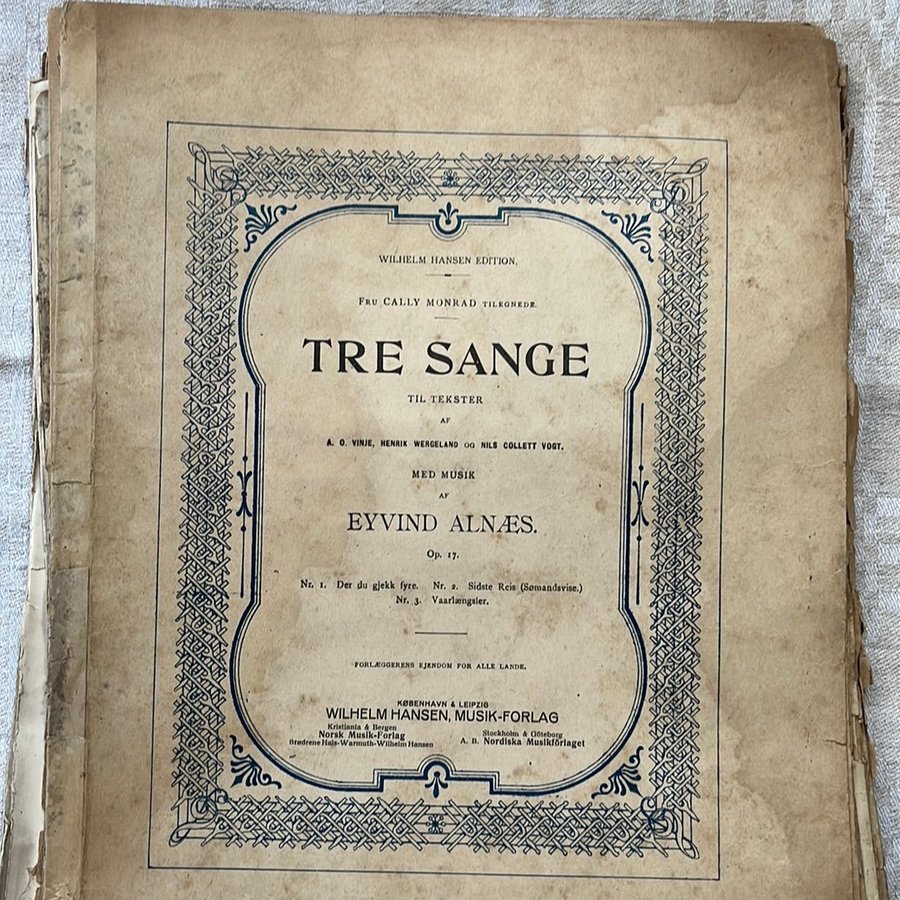 WILHELM HANSEN EDITION.
FRU CALLY MONRAD TILEGNEDE.
TRE SANGE
TIL TEKSTER
AF
A. O. VINJE, HENRIK WERGELAND OG NILS COLLETT VOGT.
MED MUSIK
AF
EYVIND ALNÆS.
Op. 17.
Nr. 1. Der du gjekk fyre. Nr. 2. Sidste Reis (Sømandsvise.)
Nr. 3. Vaarlængsler.
FORLÆGGERENS EJENDOM FOR ALLE LANDE.
KØBENHAVN & LEIPZIG
WILHELM HANSEN, MUSIK-FORLAG
Kristiania & Bergen
Norsk Musik-Forlag
Brødrene Hals-Warmuth-Wilhelm Hansen
Stockholm & Göteborg
A. B. Nordiska Musikförlaget